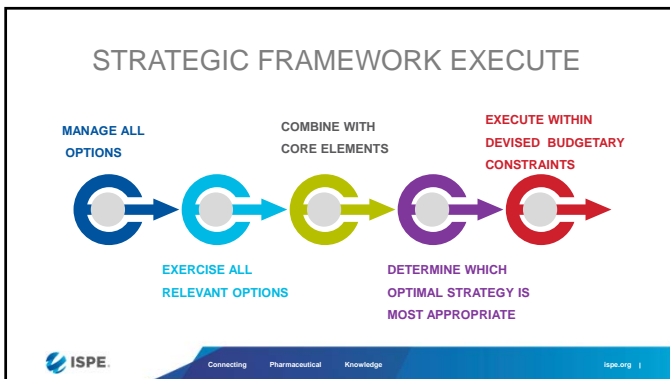 STRATEGIC FRAMEWORK EXECUTE
MANAGE ALL
OPTIONS
EXERCISE ALL
RELEVANT OPTIONS
COMBINE WITH
CORE ELEMENTS
DETERMINE WHICH
OPTIMAL STRATEGY IS
MOST APPROPRIATE
EXECUTE WITHIN
DEVISED BUDGETARY
CONSTRAINTS
ISPE.
Connecting Pharmaceutical Knowledge
ispe.org |